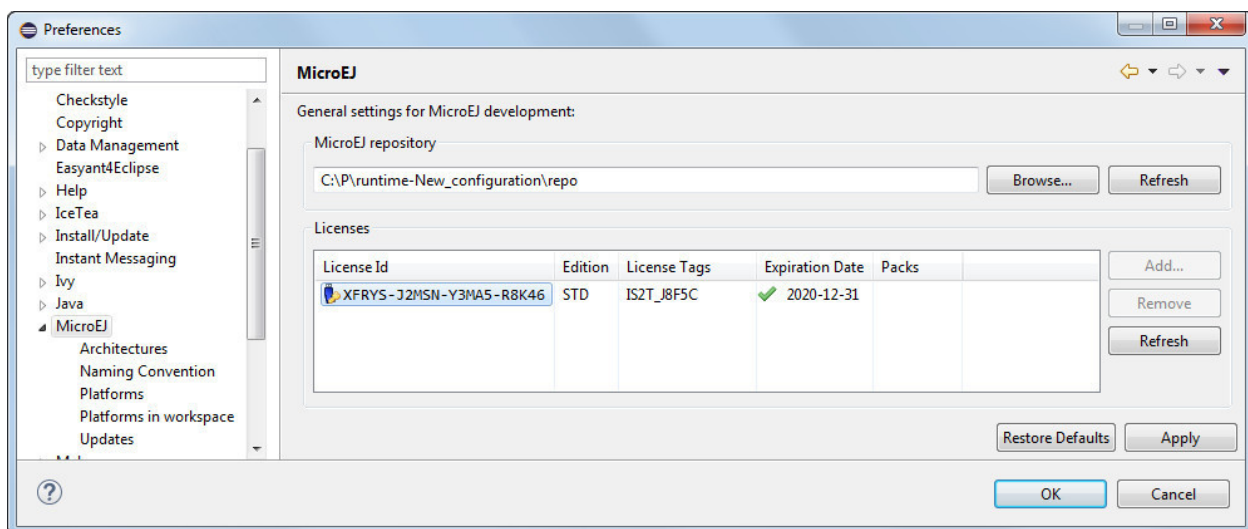 Preferences
type filter text
Checkstyle
Copyright
Data Management
Easyant4Eclipse
Help
IceTea
Install/Update
Instant Messaging
Ivy
Java
MicroEJ
Architectures
Naming Convention
Platforms
Platforms in workspace
Updates
MicroEJ
General settings for MicroEJ development:
MicroEJ repository
C:\P\runtime-New_configuration\repo
Browse...
Refresh
Licenses
License Id Edition License Tags Expiration Date Packs
XFRYS-J2MSN-Y3MA5-R8K46 STD IS2T_J8F5C 2020-12-31
Add...
Remove
Refresh
Restore Defaults
Apply
OK
Cancel